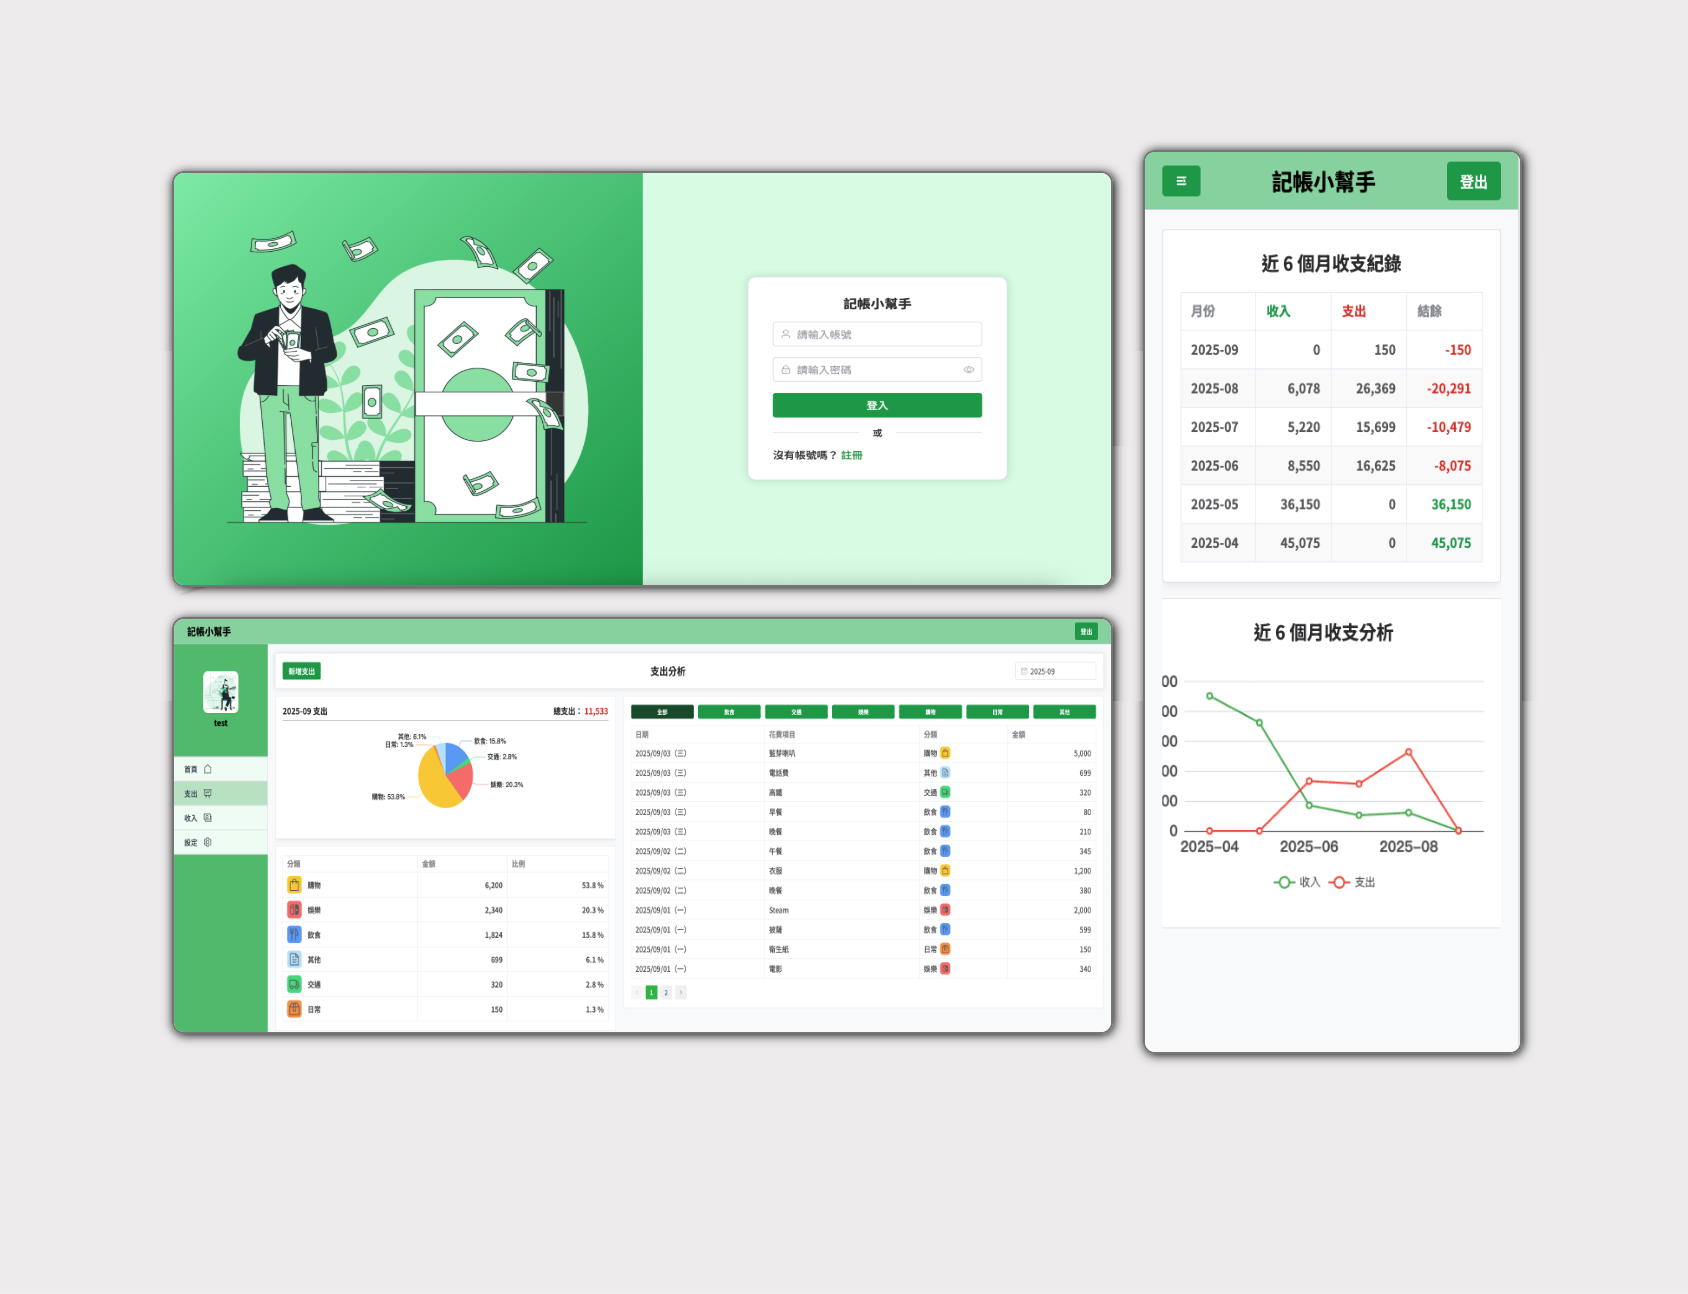 記帳小幫手
請輸入帳號
請輸入密碼
登入
或
沒有帳號嗎？ 註冊
記帳小幫手
登出
test
首頁
支出
收入
設定
新增支出
支出分析
2025-09
2025-09 支出
總支出： 11,533
其他: 6.1%
日常: 1.3%
飲食: 15.8%
交通: 2.8%
娛樂: 20.3%
購物: 53.8%
分類 金額 比例
購物 6,200 53.8 %
娛樂 2,340 20.3 %
飲食 1,824 15.8 %
其他 699 6.1 %
交通 320 2.8 %
日常 150 1.3 %
全部 飲食 交通 娛樂 購物 日常 其他
日期 花費項目 分類 金額
2025/09/03（三） 藍芽喇叭 購物 5,000
2025/09/03（三） 電話費 其他 699
2025/09/03（三） 高鐵 交通 320
2025/09/03（三） 早餐 飲食 80
2025/09/03（三） 晚餐 飲食 210
2025/09/02（二） 午餐 飲食 345
2025/09/02（二） 衣服 購物 1,200
2025/09/02（二） 晚餐 飲食 380
2025/09/01（一） Steam 娛樂 2,000
2025/09/01（一） 披薩 飲食 599
2025/09/01（一） 衛生紙 日常 150
2025/09/01（一） 電影 娛樂 340
1 2
記帳小幫手
登出
近 6 個月收支紀錄
月份 收入 支出 結餘
2025-09 0 150 -150
2025-08 6,078 26,369 -20,291
2025-07 5,220 15,699 -10,479
2025-06 8,550 16,625 -8,075
2025-05 36,150 0 36,150
2025-04 45,075 0 45,075
近 6 個月收支分析
00
00
00
00
00
0
2025-04 2025-06 2025-08
收入 支出